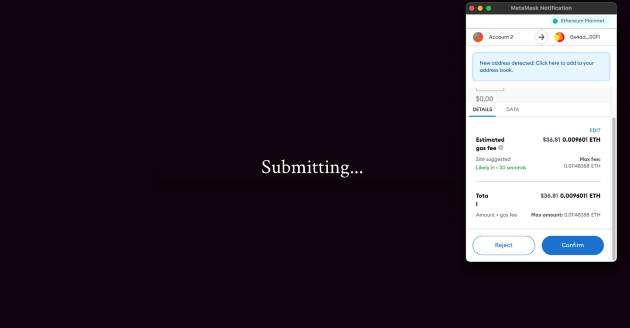 MetaMask Notification
Ethereum Mainnet
Account 2
0x4ad...00F1
New address detected! Click here to add to your
address book.
$0.00
DETAILS
DATA
EDIT
Estimated
gas fee
$36.81 0.009601 ETH
Site suggested
Max fee:
Likely in < 30 seconds
0.01148388 ETH
Submitting...
Tota
l
$36.81 0.0096011 ETH
Amount + gas fee
Max amount: 0.01148388 ETH
Reject
Confirm